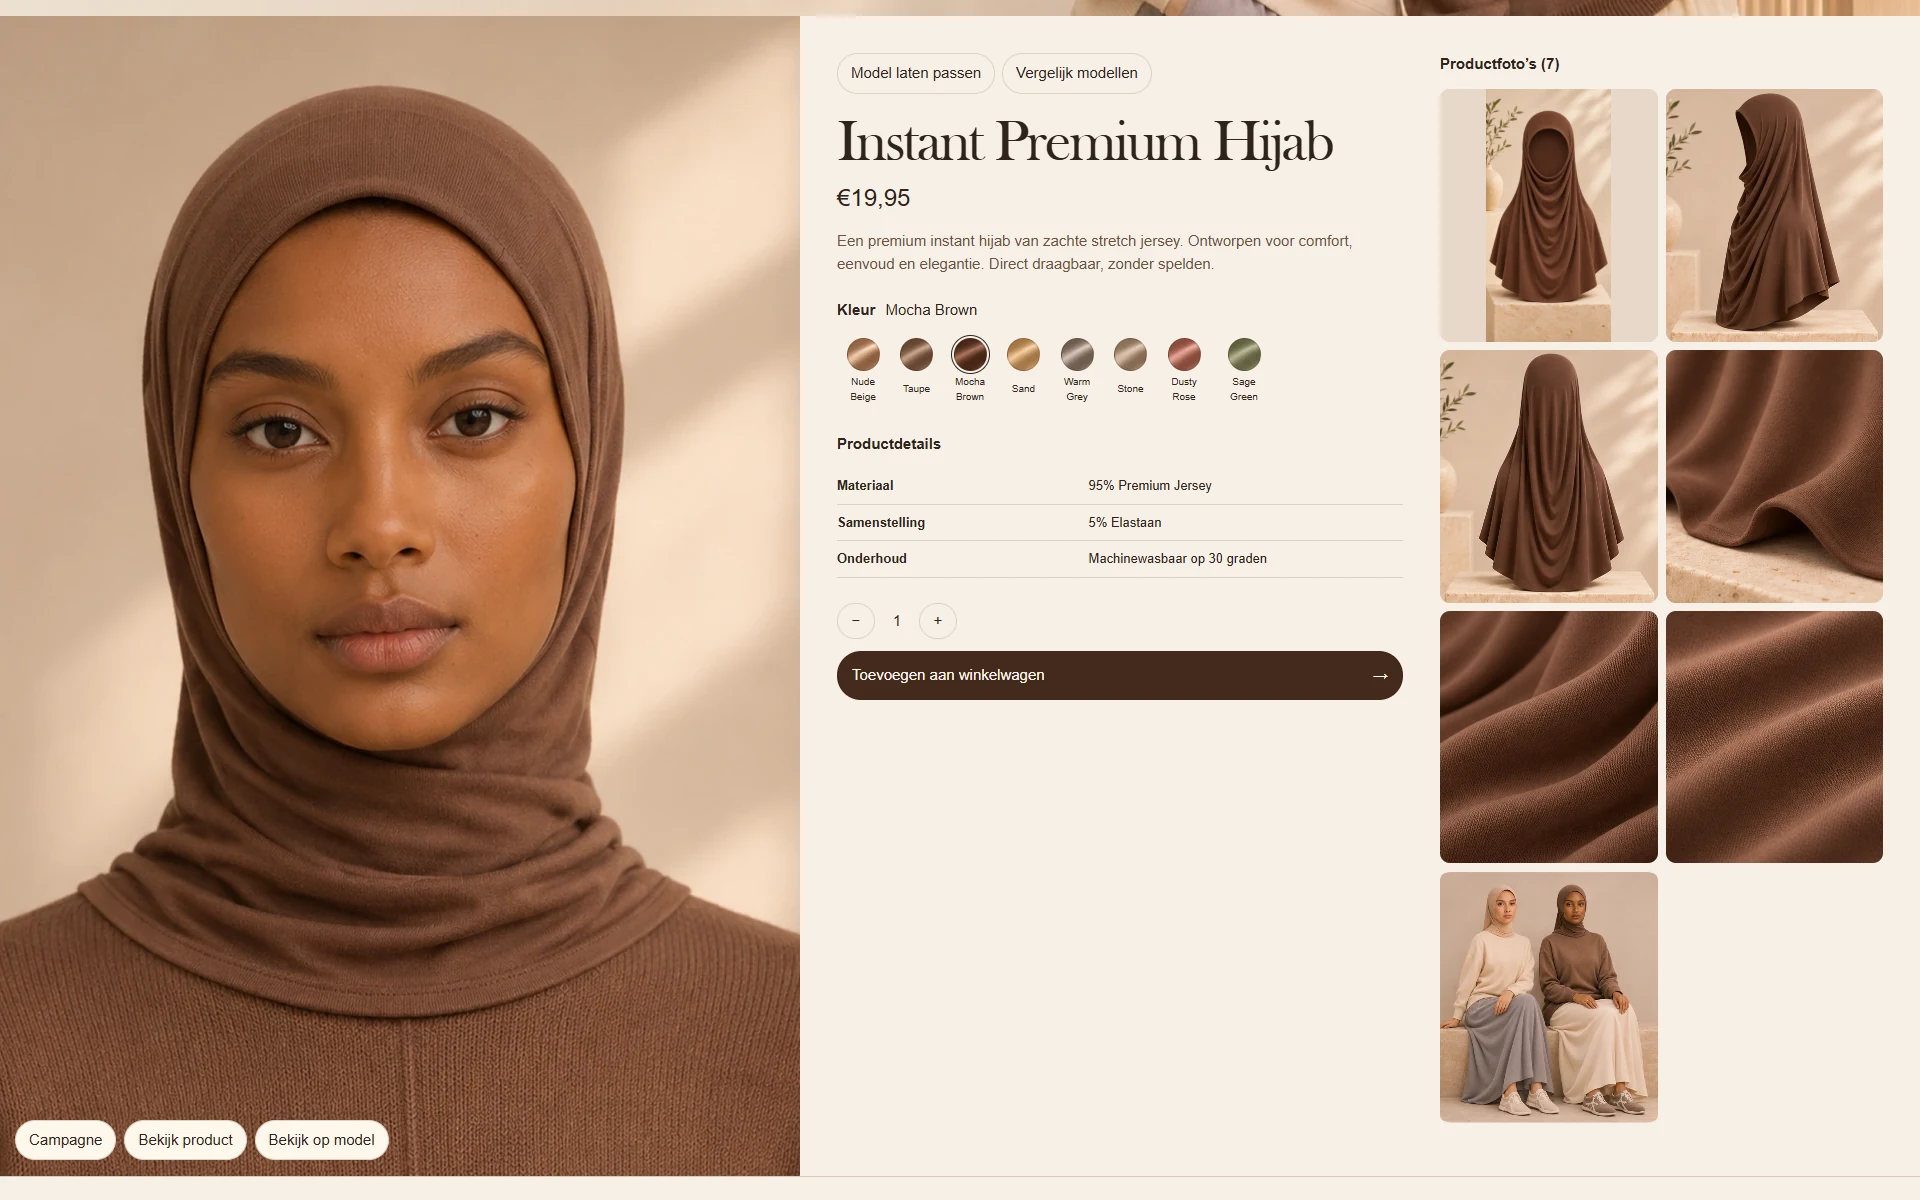 Model laten passen
Vergelijk modellen
Instant Premium Hijab
€19,95
Een premium instant hijab van zachte stretch jersey. Ontworpen voor comfort,
eenvoud en elegantie. Direct draagbaar, zonder spelden.
Kleur Mocha Brown
Nude
Beige
Taupe
Mocha
Brown
Sand
Warm
Grey
Stone
Dusty
Rose
Sage
Green
Productdetails
Materiaal 95% Premium Jersey
Samenstelling 5% Elastaan
Onderhoud Machinewasbaar op 30 graden
− 1 +
Toevoegen aan winkelwagen →
Productfoto’s (7)
Campagne
Bekijk product
Bekijk op model